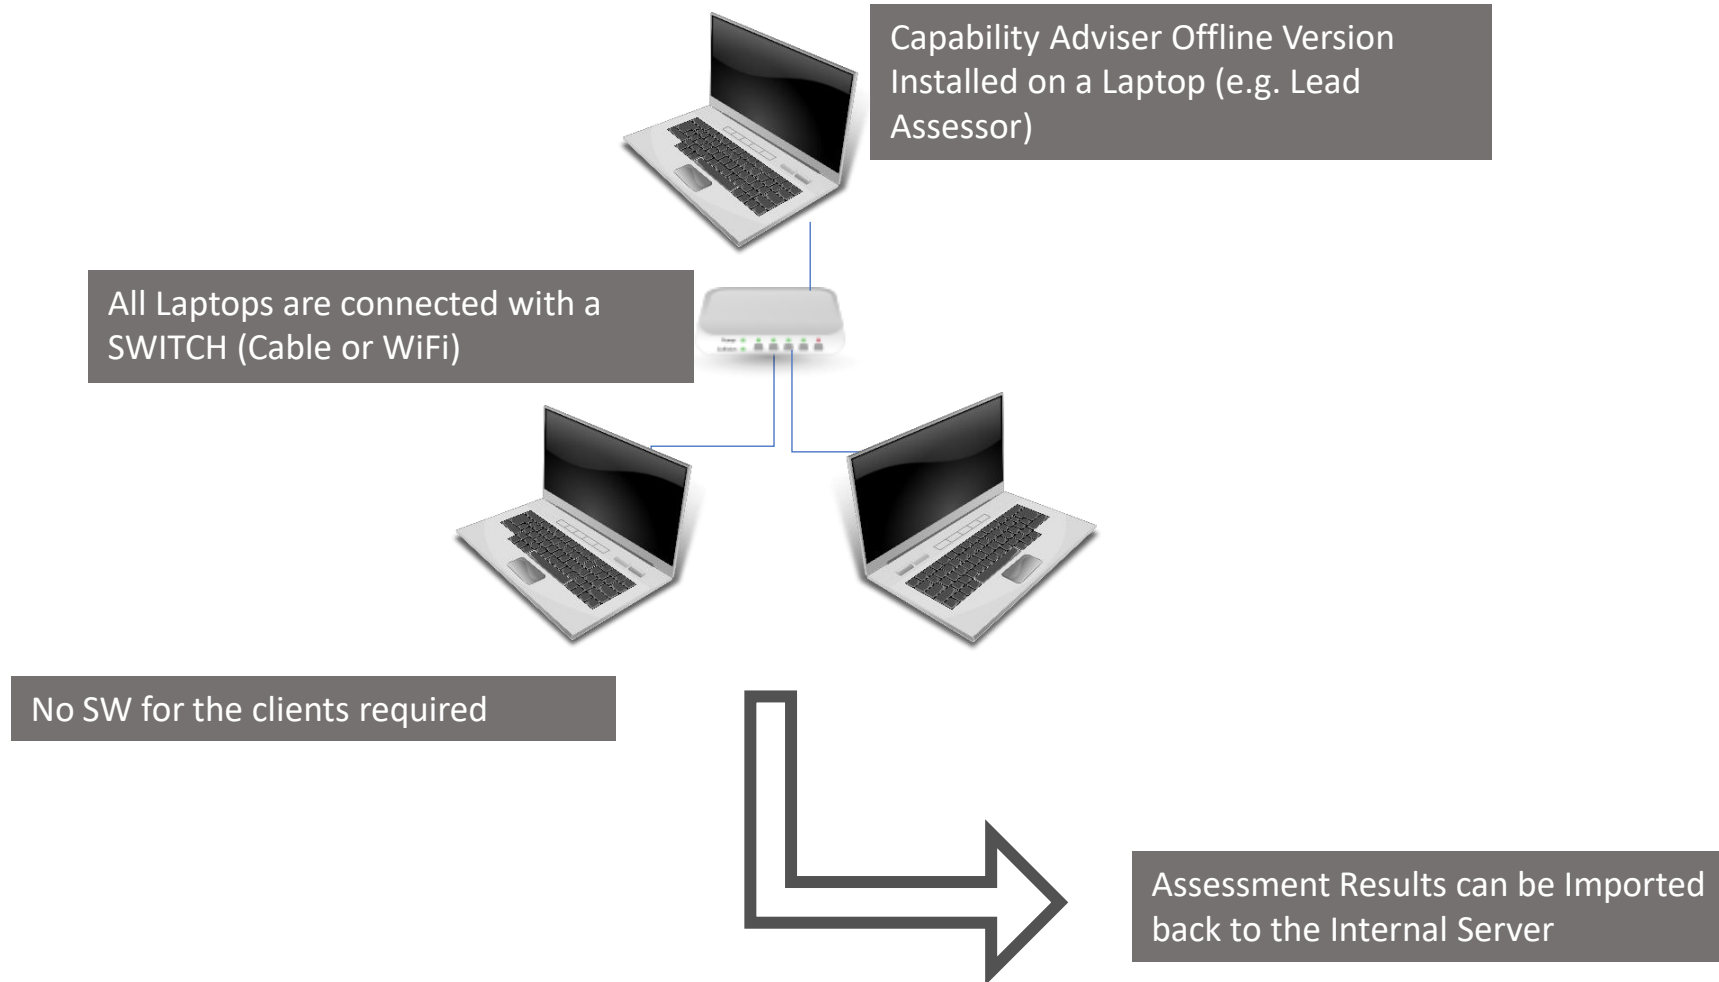 Capability Adviser Offline Version
Installed on a Laptop (e.g. Lead
Assessor)
All Laptops are connected with a
SWITCH (Cable or WiFi)
No SW for the clients required
Assessment Results can be Imported
back to the Internal Server